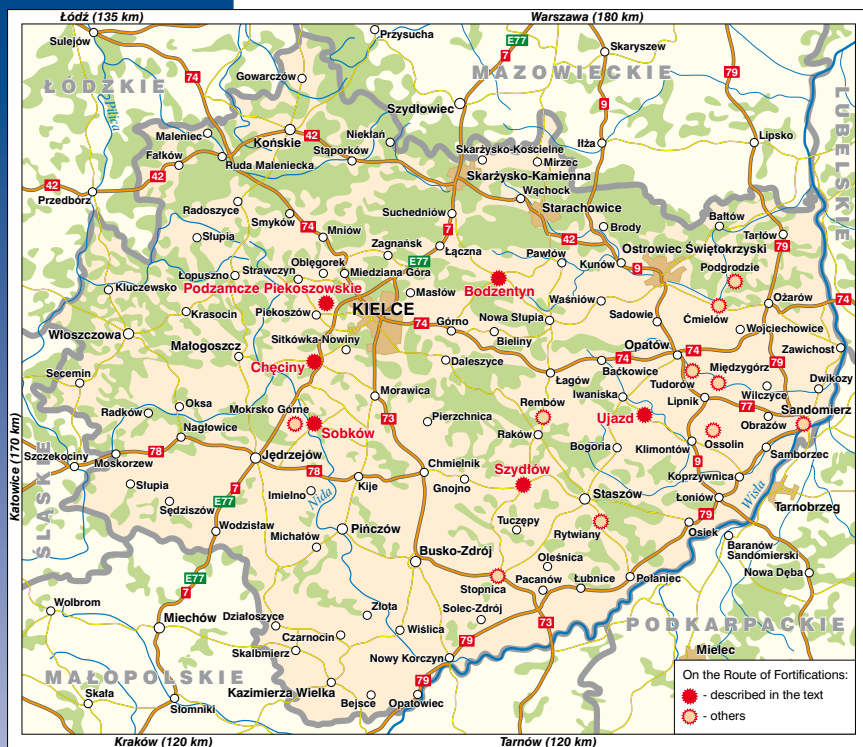 Łódź (135 km)
Warszawa (180 km)
Przysucha
E77
Sulejów
7
Skaryszew
74
79
Gowarczów
MAZOWIECKIE
ŁÓDZKIE
9
Szydłowiec
Pilica
LUBELSKIE
Maleniec
Końskie
42
Niekłań
Skarżysko-Kościelne
Iłża
Lipsko
Fałków
Ruda Maleniecka
Stąporków
Mirzec
42
42
Skarżysko-Kamienna
Przedbórz
Wąchock
Radoszyce
Suchedniów
Starachowice
Smyków
Bałtów
74
Mniów
7
Brody
Tarłów
Słupia
Zagnańsk
Łączna
42
Ostrowiec Świętokrzyski
79
Oblęgorek
E77
Pawłów
Kunów
9
Podgrodzie
Łopuszno
Strawczyn
Miedziana Góra
Kluczewsko
Podzamcze Piekoszowskie
Masłów
Bodzentyn
Waśniów
Ożarów
74
Krasocin
Piekoszów
KIELCE
Nowa Słupia
Sadowie
Ćmielów
Włoszczowa
74
Górno
Wojciechowice
Małogoszcz
Sitkówka-Nowiny
Bieliny
Opatów
74
79
Zawichost
Chęciny
Daleszyce
74
Secemin
Łagów
Baćkowice
Międzygórz
Tudorów
Dwikozy
Oksa
Morawica
Rembów
Iwaniska
Lipnik
Wilczyce
77
Radków
Mokrsko Górne
73
Pierzchnica
Ujazd
Obrazów
Sandomierz
Nagłowice
Sobków
Raków
Ossolin
78
Bogoria
Klimontów
Samborzec
Szczekociny
Moskorzew
Jędrzejów
Chmielnik
Szydłów
9
Katowice (170 km)
78
Koprzywnica
ŚLĄSKIE
Słupia
Imielno
Kije
Gnojno
Wisła
Sędziszów
7
Nida
Staszów
Łoniów
Tarnobrzeg
E77
Wodzisław
Pińczów
Tuczępy
Rytwiany
79
Osiek
Michałów
Baranów
Sandomierski
Busko-Zdrój
Oleśnica
E77
Stopnica
Pacanów
Łubnice
Połaniec
Nowa Dęba
7
Wolbrom
Złota
Solec-Zdrój
Miechów
Działoszyce
73
Czarnocin
Wiślica
PODKARPACKIE
Skalbmierz
79
Nowy Korczyn
Mielec
MAŁOPOLSKIE
On the Route of Fortifications:
Kazimierza Wielka
79
- described in the text
Skała
Bejsce
Opatowiec
Słomniki
- others
Kraków (120 km)
Tarnów (120 km)